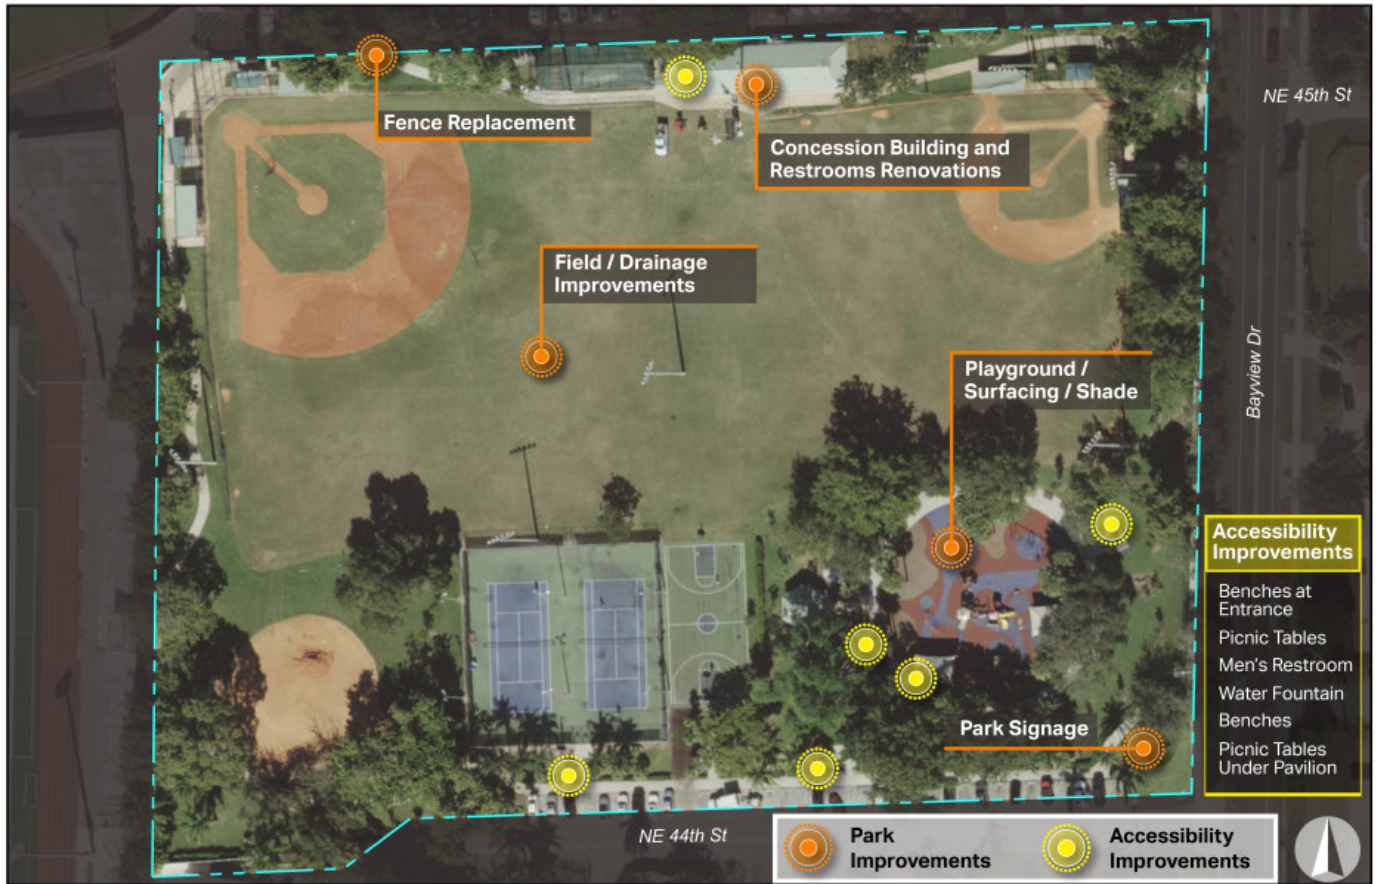 Fence Replacement
Concession Building and
Restrooms Renovations
NE 45th St
Field / Drainage
Improvements
Playground /
Surfacing / Shade
Bayview Dr
Accessibility
Improvements
Benches at
Entrance
Picnic Tables
Men's Restroom
Water Fountain
Benches
Picnic Tables
Under Pavilion
Park Signage
NE 44th St
Park
Improvements
Accessibility
Improvements